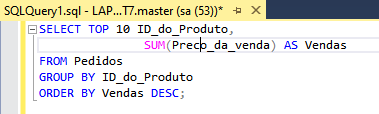 SQLQuery1.sql - LAP...T7.master (sa (53))*
SELECT TOP 10 ID_do_Produto,
SUM(Preco_da_venda) AS Vendas
FROM Pedidos
GROUP BY ID_do_Produto
ORDER BY Vendas DESC;